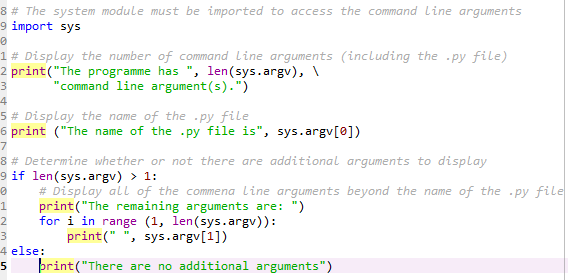 8 # The system module must be imported to access the command line arguments
9 import sys
0
1 # Display the number of command line arguments (including the .py file)
2 print("The programme has ", len(sys.argv), \
3       "command line argument(s).")
4
5 # Display the name of the .py file
6 print ("The name of the .py file is", sys.argv[0])
7
8 # Determine whether or not there are additional arguments to display
9 if len(sys.argv) > 1:
0     # Display all of the commena line arguments beyond the name of the .py file
1     print("The remaining arguments are: ")
2     for i in range (1, len(sys.argv)):
3         print(" ", sys.argv[1])
4 else:
5     print("There are no additional arguments")